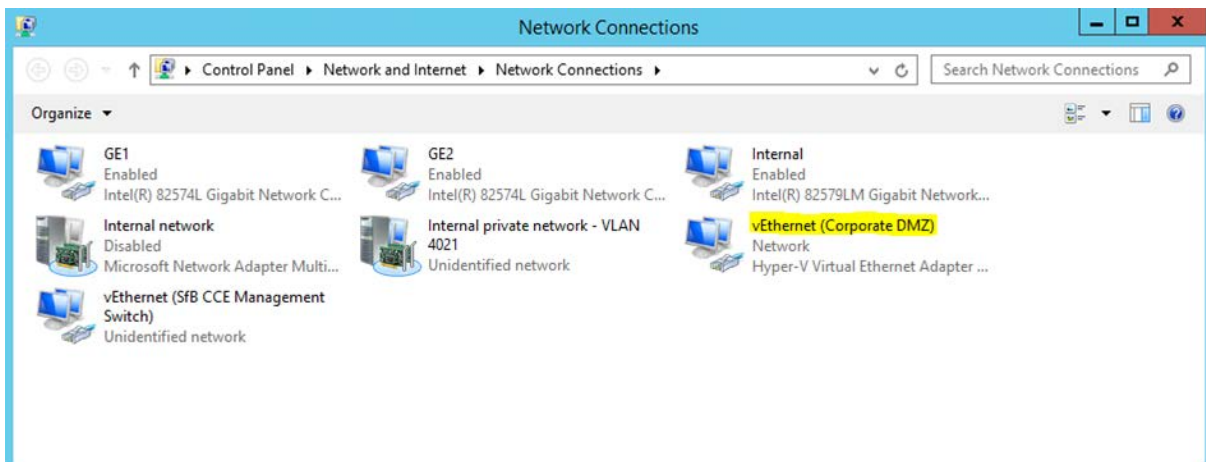 Network Connections
Control Panel Network and Internet Network Connections
Search Network Connections
Organize
GE1
Enabled
Intel(R) 82574L Gigabit Network C...
GE2
Enabled
Intel(R) 82574L Gigabit Network C...
Internal
Enabled
Intel(R) 82579LM Gigabit Network...
Internal network
Disabled
Microsoft Network Adapter Multi...
Internal private network - VLAN
4021
Unidentified network
vEthernet (Corporate DMZ)
Network
Hyper-V Virtual Ethernet Adapter ...
vEthernet (SfB CCE Management
Switch)
Unidentified network